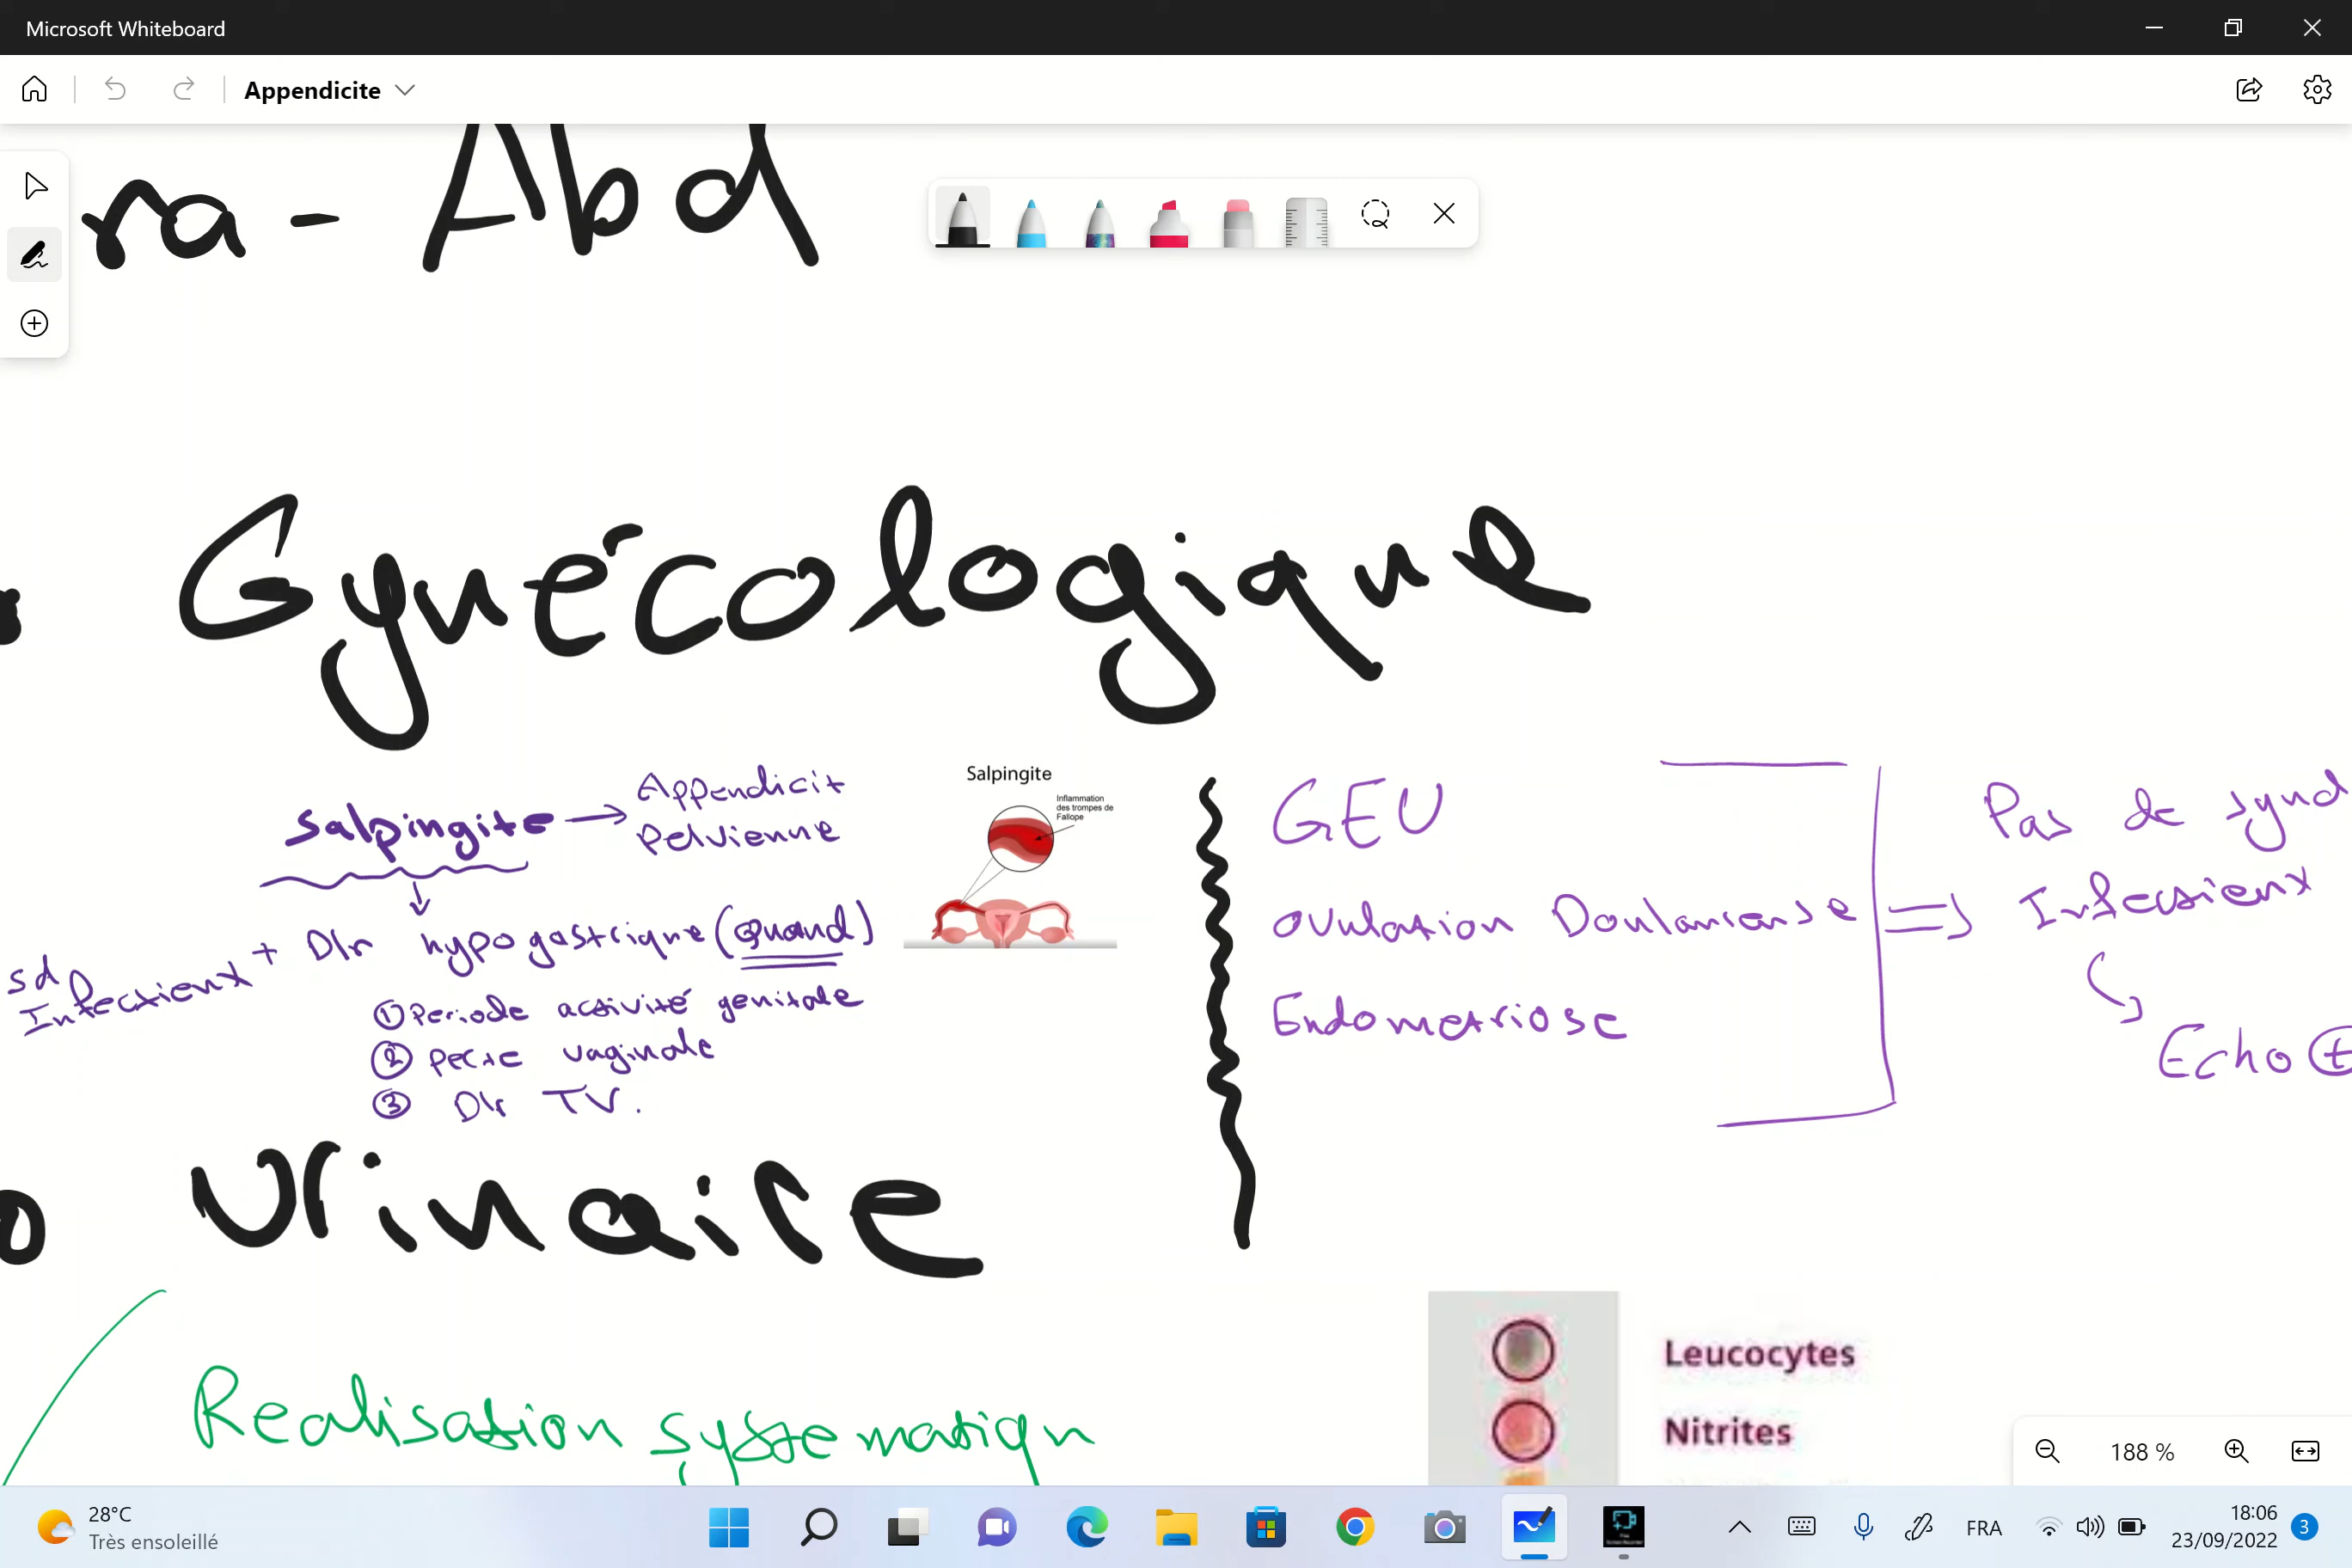 Microsoft Whiteboard
Appendicite
ra - Abd
Gynécologique
Salpingite → Appendicit
Pelvienne
Salpingite
Inflammation
des trompes de
Fallope
sd
Infectieux + Dlr hypogastrique (Quand)
① Periode activité genitale
② Perte vaginale
③ Dlr TV.
GEU
Ovulation Douloureuse
Endometriose
⇒ Pas de synd
Infectieux
Echo ⊕
Urinaire
Realisation systematiqu
Leucocytes
Nitrites
188 %
28°C
Très ensoleillé
FRA
18:06
23/09/2022
3